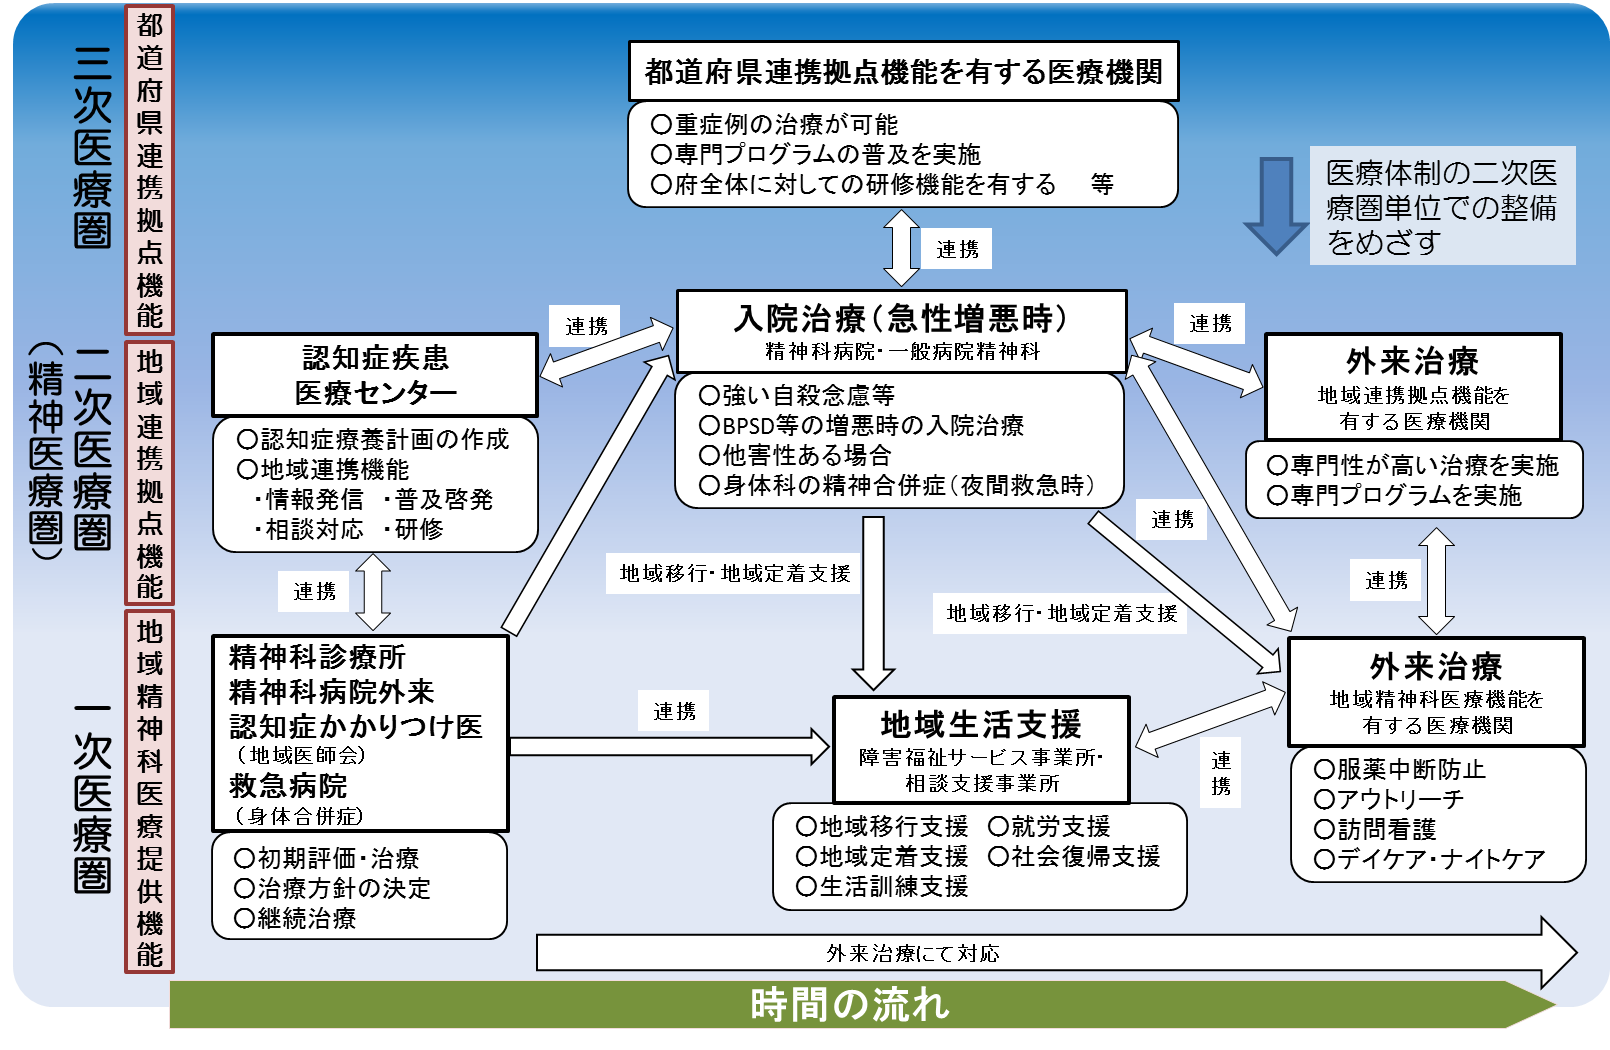 三次医療圏
都道府県連携拠点機能
都道府県連携拠点機能を有する医療機関
○重症例の治療が可能
○専門プログラムの普及を実施
○府全体に対しての研修機能を有する　等
医療体制の二次医
療圏単位での整備
をめざす
連携
二次医療圏
（精神医療圏）
地域連携拠点機能
認知症疾患
医療センター
○認知症療養計画の作成
○地域連携機能
・情報発信　・普及啓発
・相談対応　・研修
連携
入院治療（急性増悪時）
精神科病院・一般病院精神科
○強い自殺念慮等
○BPSD等の増悪時の入院治療
○他害性ある場合
○身体科の精神合併症（夜間救急時）
連携
外来治療
地域連携拠点機能を
有する医療機関
○専門性が高い治療を実施
○専門プログラムを実施
連携
連携
連携
地域移行・地域定着支援
地域移行・地域定着支援
一次医療圏
地域精神科医療提供機能
精神科診療所
精神科病院外来
認知症かかりつけ医
（地域医師会）
救急病院
（身体合併症）
○初期評価・治療
○治療方針の決定
○継続治療
連携
地域生活支援
障害福祉サービス事業所・
相談支援事業所
○地域移行支援　○就労支援
○地域定着支援　○社会復帰支援
○生活訓練支援
連携
外来治療
地域精神科医療機能を
有する医療機関
○服薬中断防止
○アウトリーチ
○訪問看護
○デイケア・ナイトケア
外来治療にて対応
時間の流れ